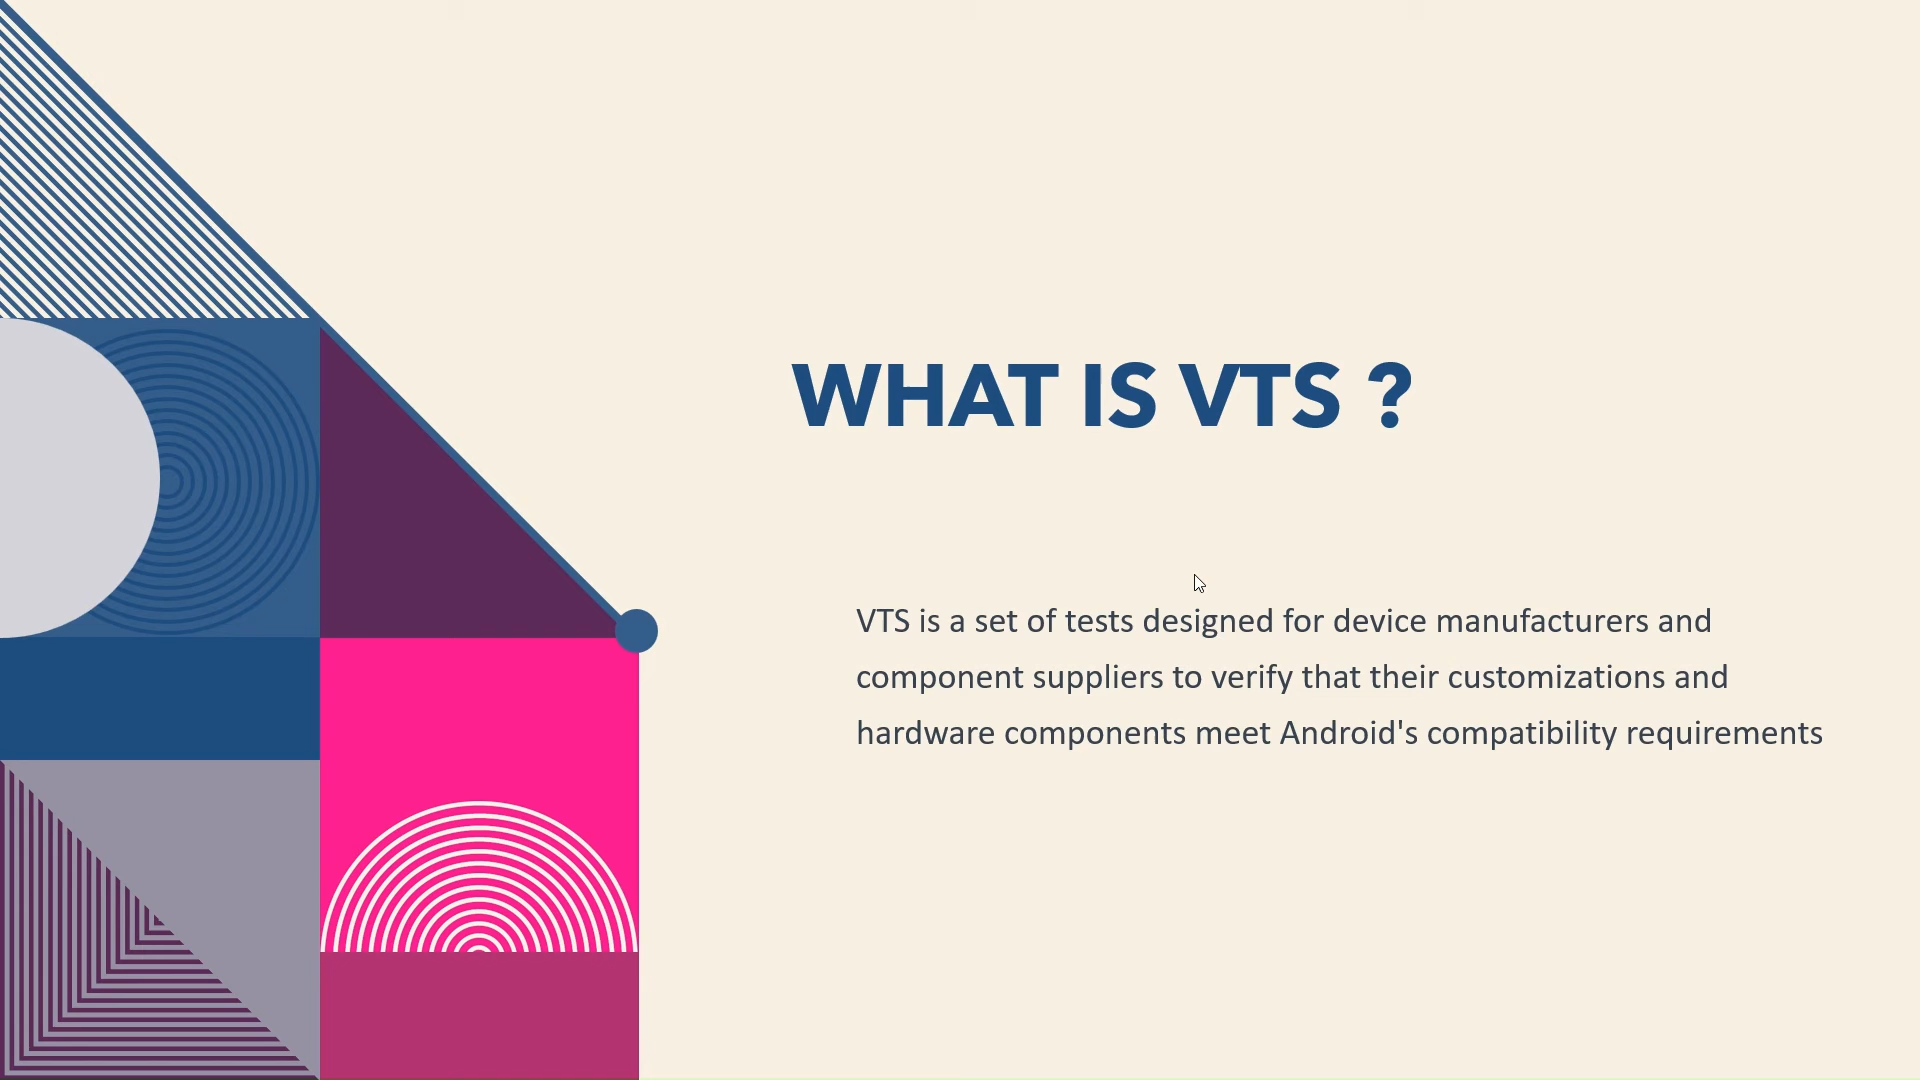 WHAT IS VTS ?
VTS is a set of tests designed for device manufacturers and
component suppliers to verify that their customizations and
hardware components meet Android's compatibility requirements